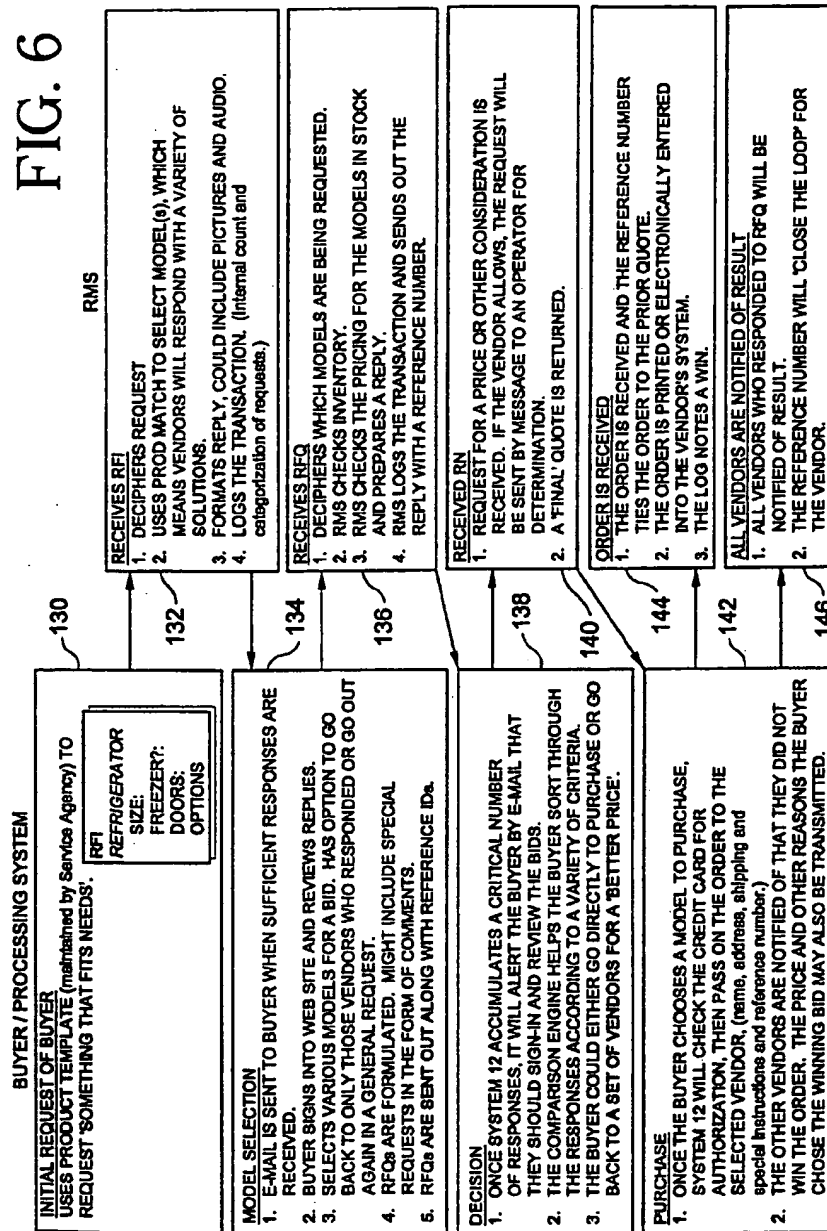 FIG. 6
BUYER / PROCESSING SYSTEM
RMS
INITIAL REQUEST OF BUYER
USES PRODUCT TEMPLATE (maintained by Service Agency) TO
REQUEST 'SOMETHING THAT FITS NEEDS'.
RFI
REFRIGERATOR
SIZE:
FREEZER?:
DOORS:
OPTIONS
130
RECEIVES RFI
1. DECIPHERS REQUEST
2. USES PROD MATCH TO SELECT MODEL(s), WHICH
MEANS VENDORS WILL RESPOND WITH A VARIETY OF
SOLUTIONS.
3. FORMATS REPLY, COULD INCLUDE PICTURES AND AUDIO.
4. LOGS THE TRANSACTION. (Internal count and
categorization of requests.)
132
MODEL SELECTION
1. E-MAIL IS SENT TO BUYER WHEN SUFFICIENT RESPONSES ARE
RECEIVED.
2. BUYER SIGNS INTO WEB SITE AND REVIEWS REPLIES.
3. SELECTS VARIOUS MODELS FOR A BID. HAS OPTION TO GO
BACK TO ONLY THOSE VENDORS WHO RESPONDED OR GO OUT
AGAIN IN A GENERAL REQUEST.
4. RFQs ARE FORMULATED. MIGHT INCLUDE SPECIAL
REQUESTS IN THE FORM OF COMMENTS.
5. RFQs ARE SENT OUT ALONG WITH REFERENCE IDs.
134
RECEIVES RFQ
1. DECIPHERS WHICH MODELS ARE BEING REQUESTED.
2. RMS CHECKS INVENTORY.
3. RMS CHECKS THE PRICING FOR THE MODELS IN STOCK
AND PREPARES A REPLY.
4. RMS LOGS THE TRANSACTION AND SENDS OUT THE
REPLY WITH A REFERENCE NUMBER.
136
DECISION
1. ONCE SYSTEM 12 ACCUMULATES A CRITICAL NUMBER
OF RESPONSES, IT WILL ALERT THE BUYER BY E-MAIL THAT
THEY SHOULD SIGN-IN AND REVIEW THE BIDS.
2. THE COMPARISON ENGINE HELPS THE BUYER SORT THROUGH
THE RESPONSES ACCORDING TO A VARIETY OF CRITERIA.
3. THE BUYER COULD EITHER GO DIRECTLY TO PURCHASE OR GO
BACK TO A SET OF VENDORS FOR A 'BETTER PRICE'.
138
RECEIVED RN
1. REQUEST FOR A PRICE OR OTHER CONSIDERATION IS
RECEIVED. IF THE VENDOR ALLOWS, THE REQUEST WILL
BE SENT BY MESSAGE TO AN OPERATOR FOR
DETERMINATION.
2. A 'FINAL' QUOTE IS RETURNED.
140
PURCHASE
1. ONCE THE BUYER CHOOSES A MODEL TO PURCHASE,
SYSTEM 12 WILL CHECK THE CREDIT CARD FOR
AUTHORIZATION, THEN PASS ON THE ORDER TO THE
SELECTED VENDOR, (name, address, shipping and
special instructions and reference number.)
2. THE OTHER VENDORS ARE NOTIFIED OF THAT THEY DID NOT
WIN THE ORDER. THE PRICE AND OTHER REASONS THE BUYER
CHOSE THE WINNING BID MAY ALSO BE TRANSMITTED.
142
ORDER IS RECEIVED
1. THE ORDER IS RECEIVED AND THE REFERENCE NUMBER
TIES THE ORDER TO THE PRIOR QUOTE.
2. THE ORDER IS PRINTED OR ELECTRONICALLY ENTERED
INTO THE VENDOR'S SYSTEM.
3. THE LOG NOTES A WIN.
144
ALL VENDORS ARE NOTIFIED OF RESULT
1. ALL VENDORS WHO RESPONDED TO RFQ WILL BE
NOTIFIED OF RESULT.
2. THE REFERENCE NUMBER WILL 'CLOSE THE LOOP' FOR
THE VENDOR.
146